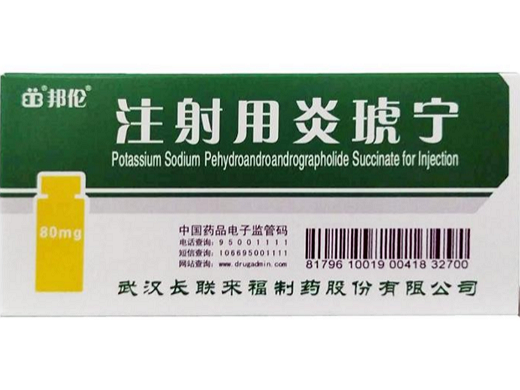 邦伦®
注射用炎琥宁
Potassium Sodium Pehydroandroandrographolide Succinate for Injection
80mg
中国药品电子监管码
电话查询：95001111
短信查询：106695001111
网站查询：www.drugadmin.com
81796 10019 00418 32700
武汉长联来福制药股份有限公司